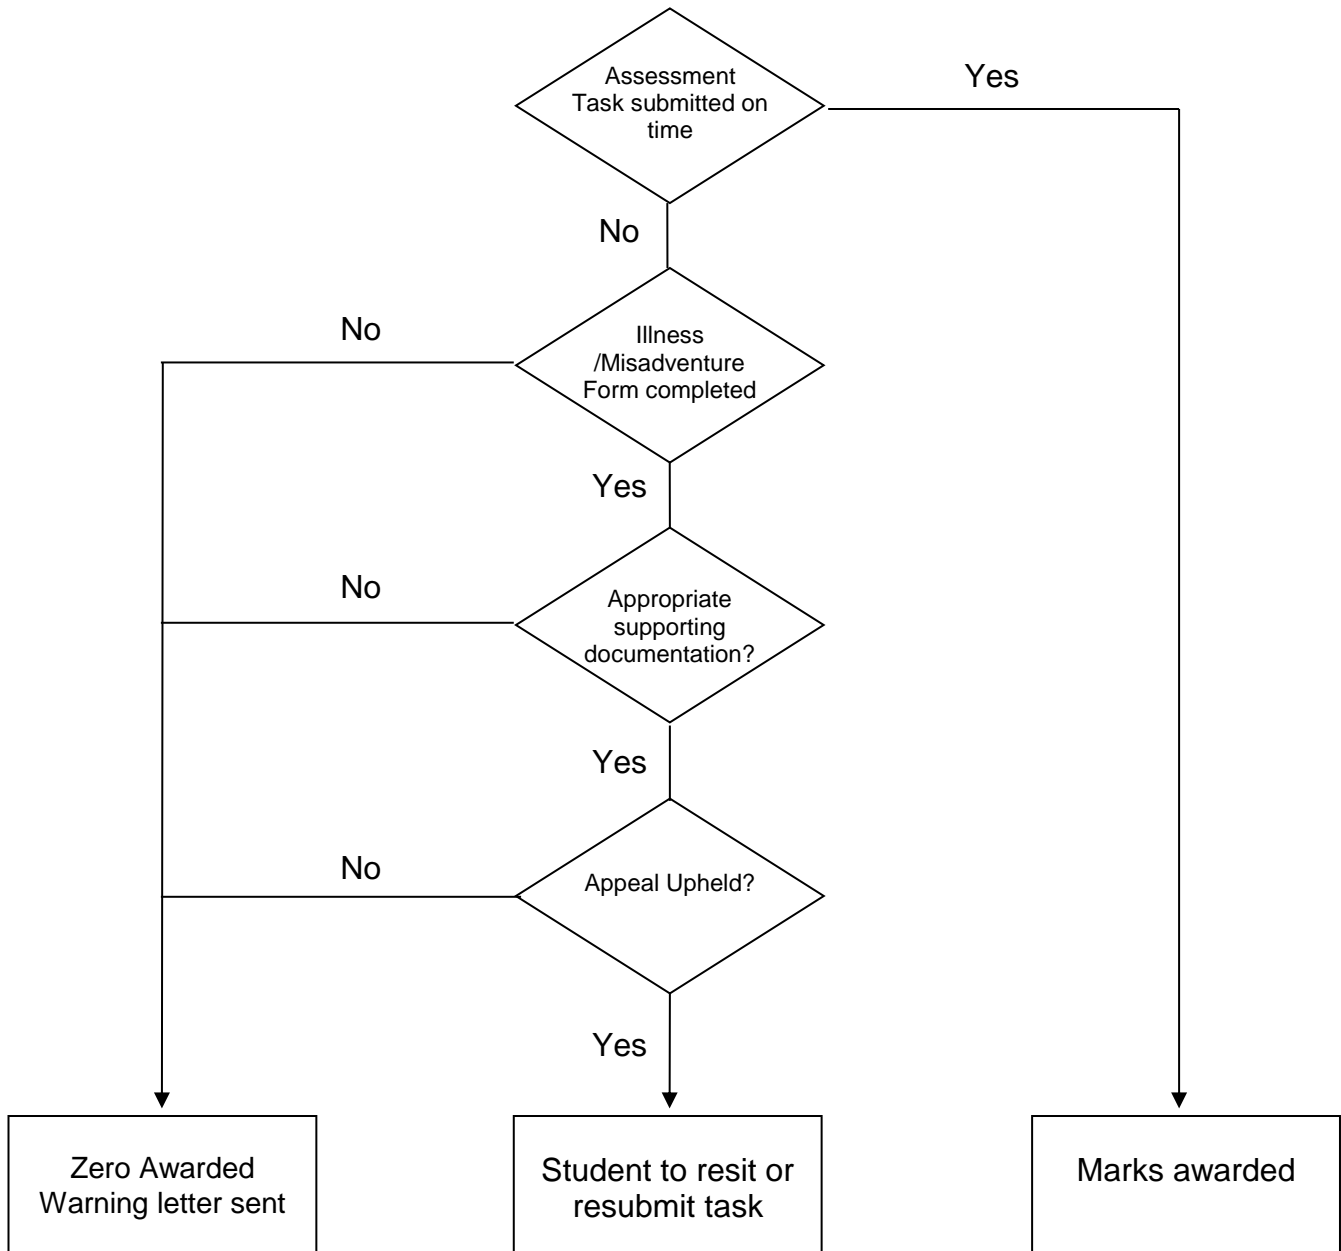 Assessment
Task submitted on
time
Yes
No
No
Illness
/Misadventure
Form completed
Yes
No
Appropriate
supporting
documentation?
Yes
No
Appeal Upheld?
Yes
Zero Awarded
Warning letter sent
Student to resit or
resubmit task
Marks awarded